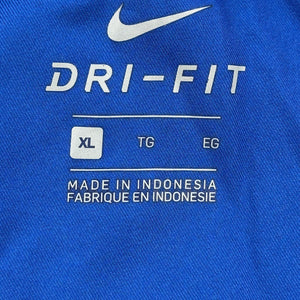 DRI-FIT
XL TG EG
MADE IN INDONESIA
FABRIQUE EN INDONESIE